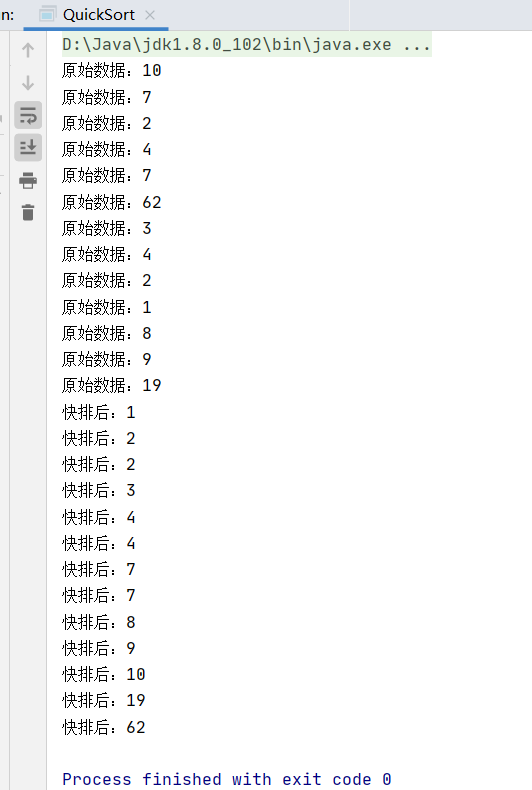 n:
QuickSort
D:\Java\jdk1.8.0_102\bin\java.exe ...
原始数据：10
原始数据：7
原始数据：2
原始数据：4
原始数据：7
原始数据：62
原始数据：3
原始数据：4
原始数据：2
原始数据：1
原始数据：8
原始数据：9
原始数据：19
快排后：1
快排后：2
快排后：2
快排后：3
快排后：4
快排后：4
快排后：7
快排后：7
快排后：8
快排后：9
快排后：10
快排后：19
快排后：62
Process finished with exit code 0